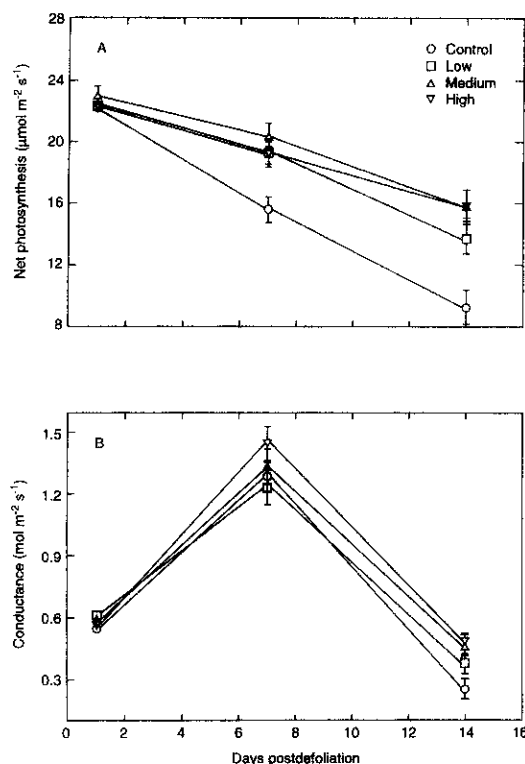 A
Control
Low
Medium
High
28
24
20
16
12
8
Net photosynthesis (μmol m⁻² s⁻¹)
B
1.5
1.2
0.9
0.6
0.3
Conductance (mol m⁻² s⁻¹)
0 2 4 6 8 10 12 14 16
Days postdefoliation